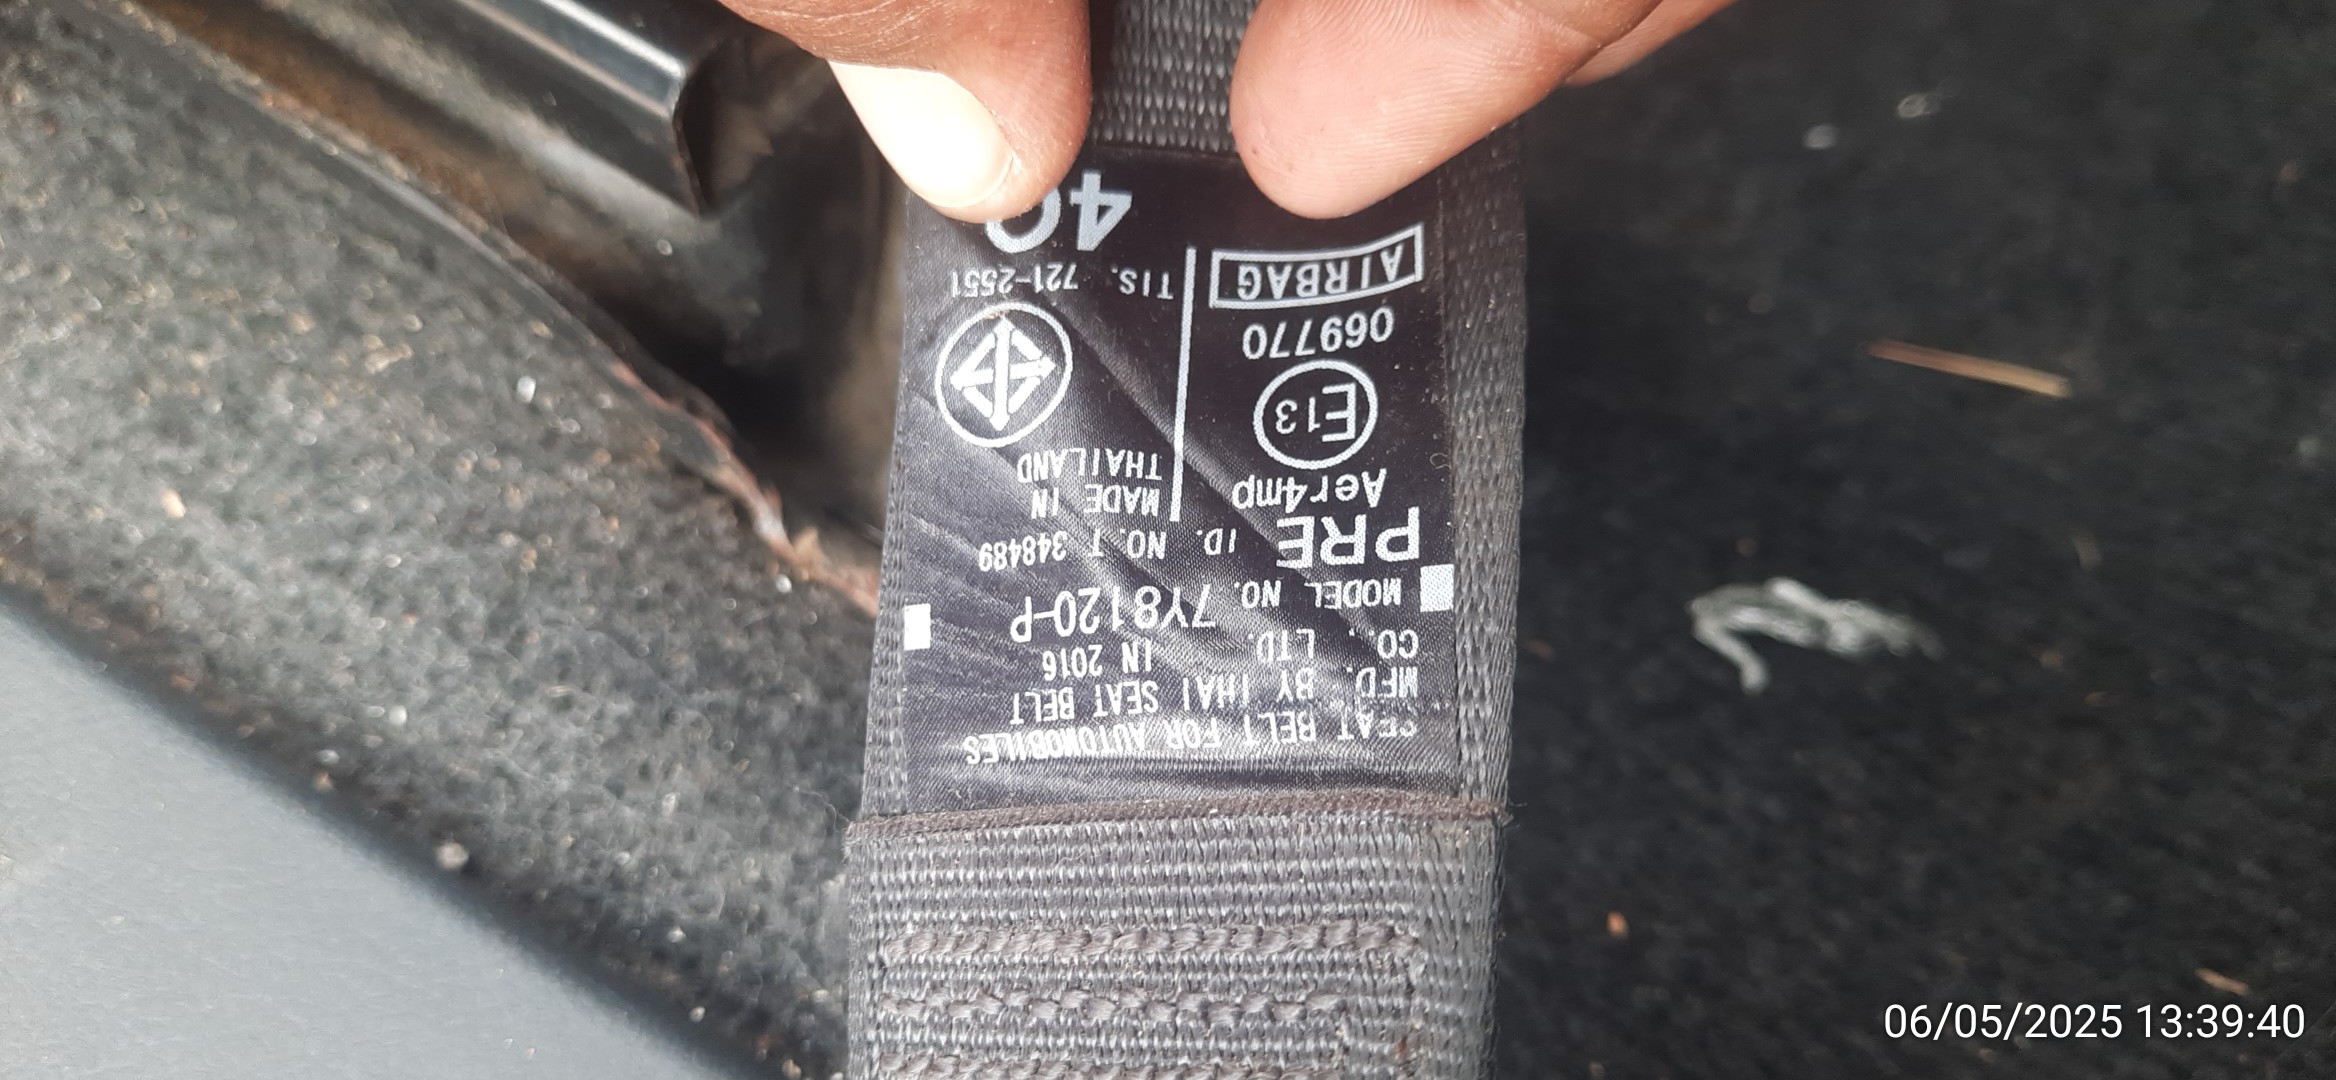 SEAT BELT FOR AUTOMOBILES
MFD. BY THAI SEAT BELT
CO., LTD. IN 2016
MODEL NO. 7Y8120-P
PRE ID. NO. T 348489
Aer4mp
MADE IN
THAILAND
E13
069770
AIRBAG
TIS. 721-2551
06/05/2025 13:39:40